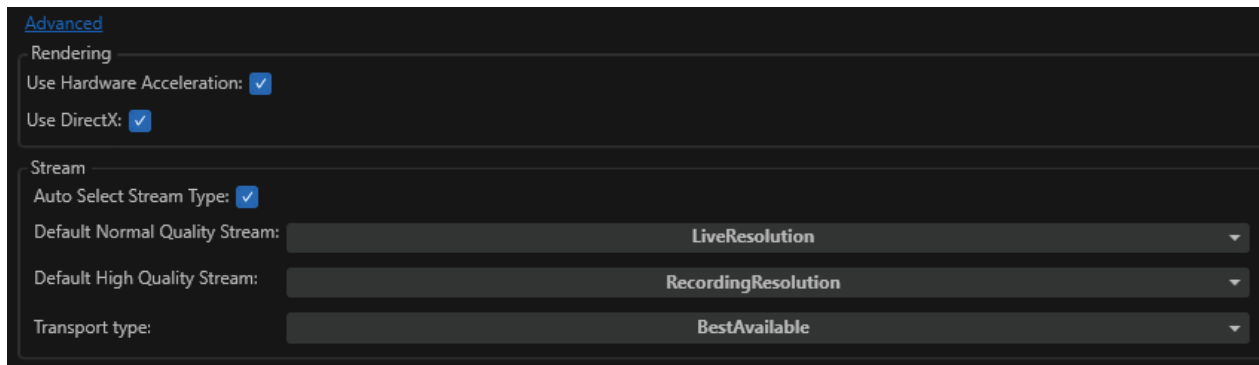 Advanced
Rendering
Use Hardware Acceleration:
Use DirectX:
Stream
Auto Select Stream Type:
Default Normal Quality Stream: LiveResolution
Default High Quality Stream: RecordingResolution
Transport type: BestAvailable